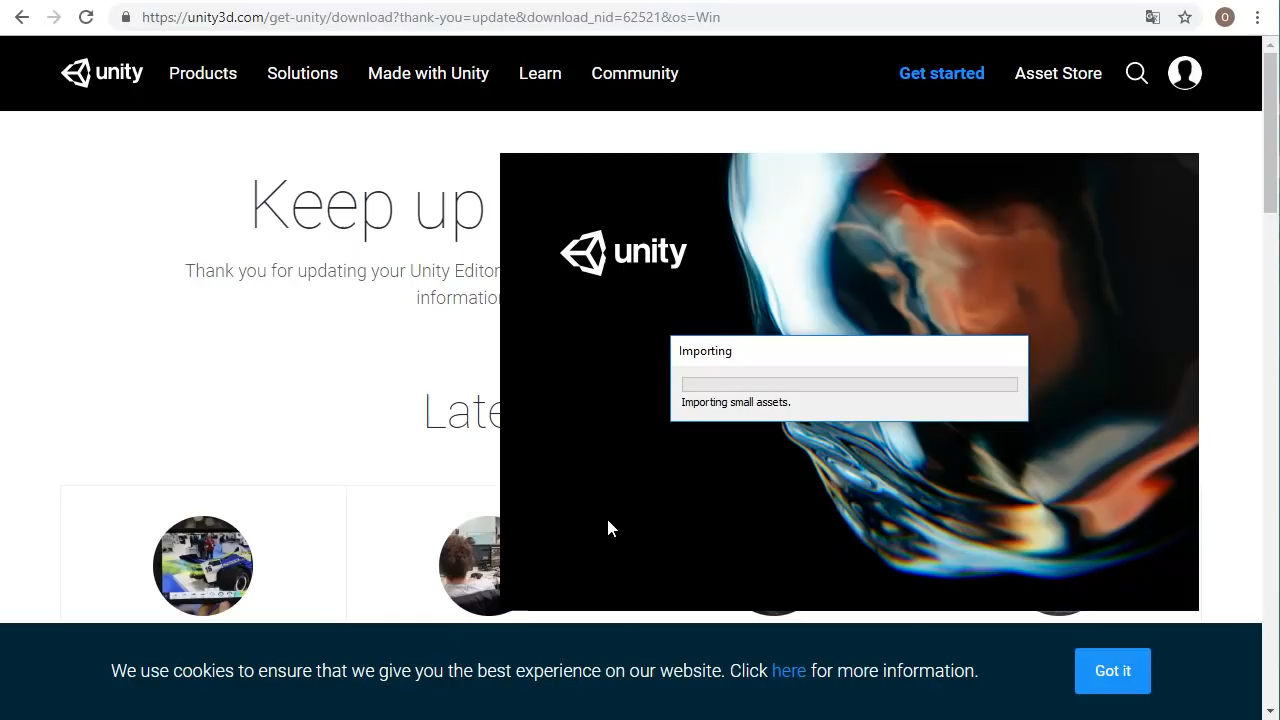 https://unity3d.com/get-unity/download?thank-you=update&download_nid=62521&os=Win
O
unity
Products
Solutions
Made with Unity
Learn
Community
Get started
Asset Store
Keep up
Thank you for updating your Unity Editor
information
Late
unity
Importing
Importing small assets.
We use cookies to ensure that we give you the best experience on our website. Click here for more information.
Got it